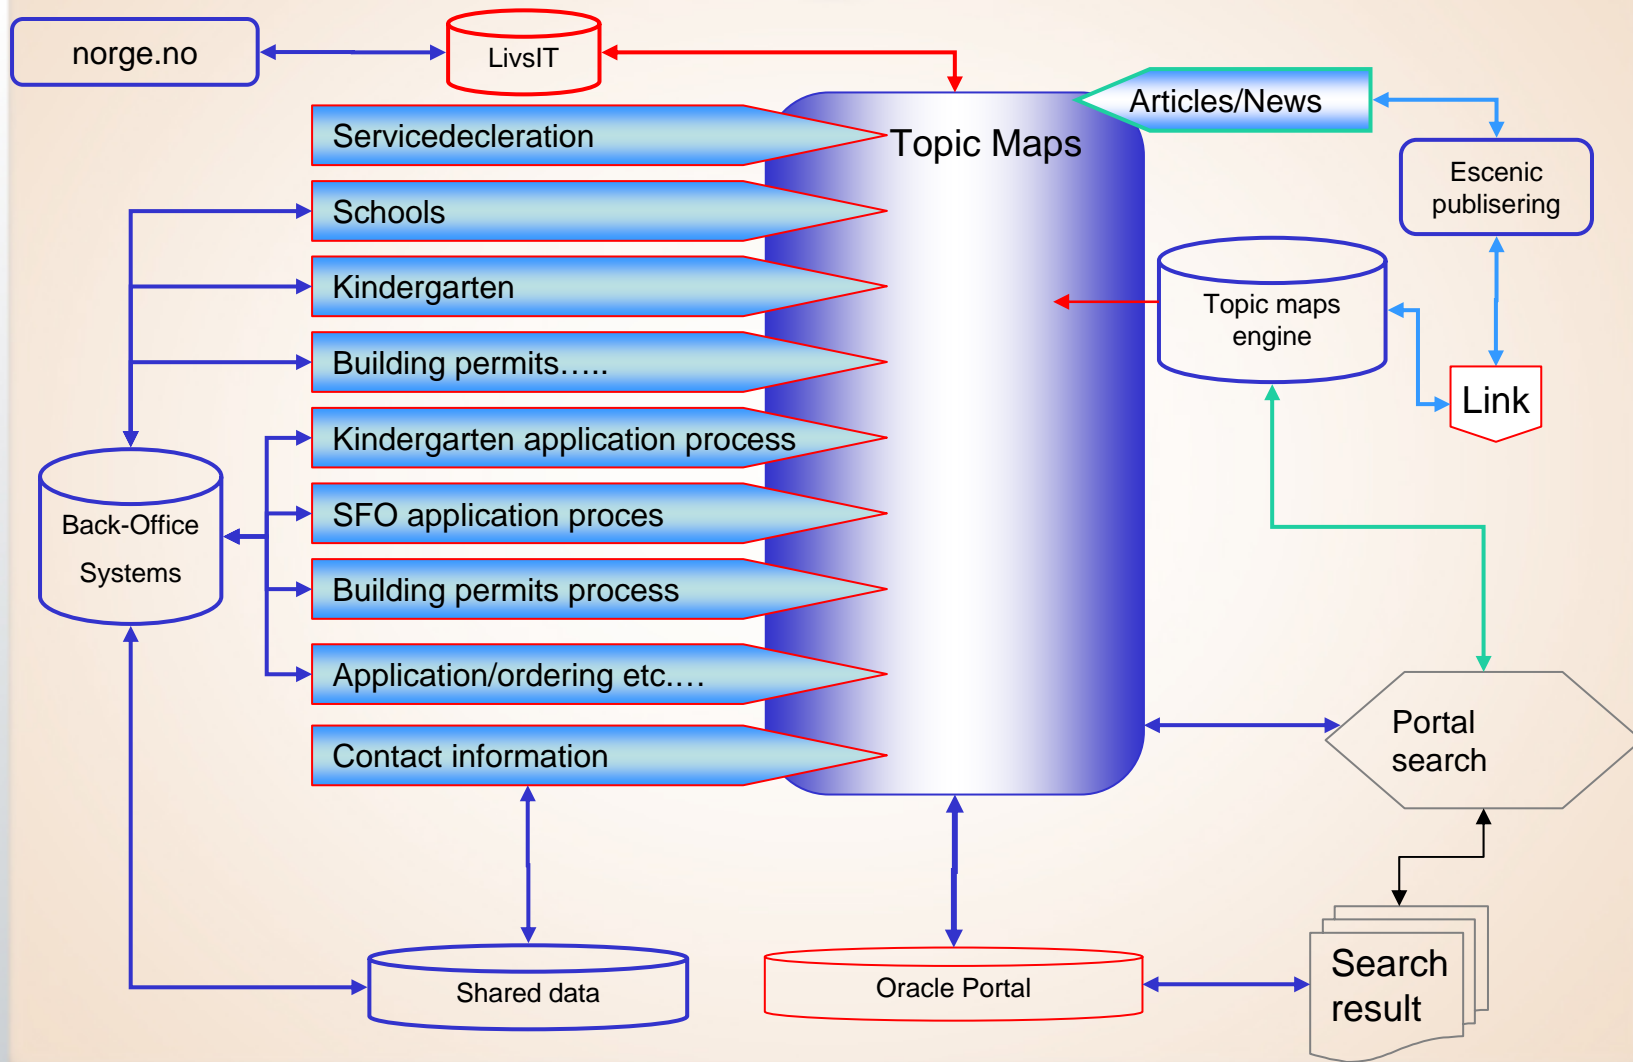 norge.no
LivsIT
Articles/News
Servicedecleration
Topic Maps
Escenic
publisering
Schools
Kindergarten
Topic maps
engine
Building permits.....
Link
Kindergarten application process
Back-Office
Systems
SFO application proces
Building permits process
Application/ordering etc.…
Contact information
Portal
search
Shared data
Oracle Portal
Search
result